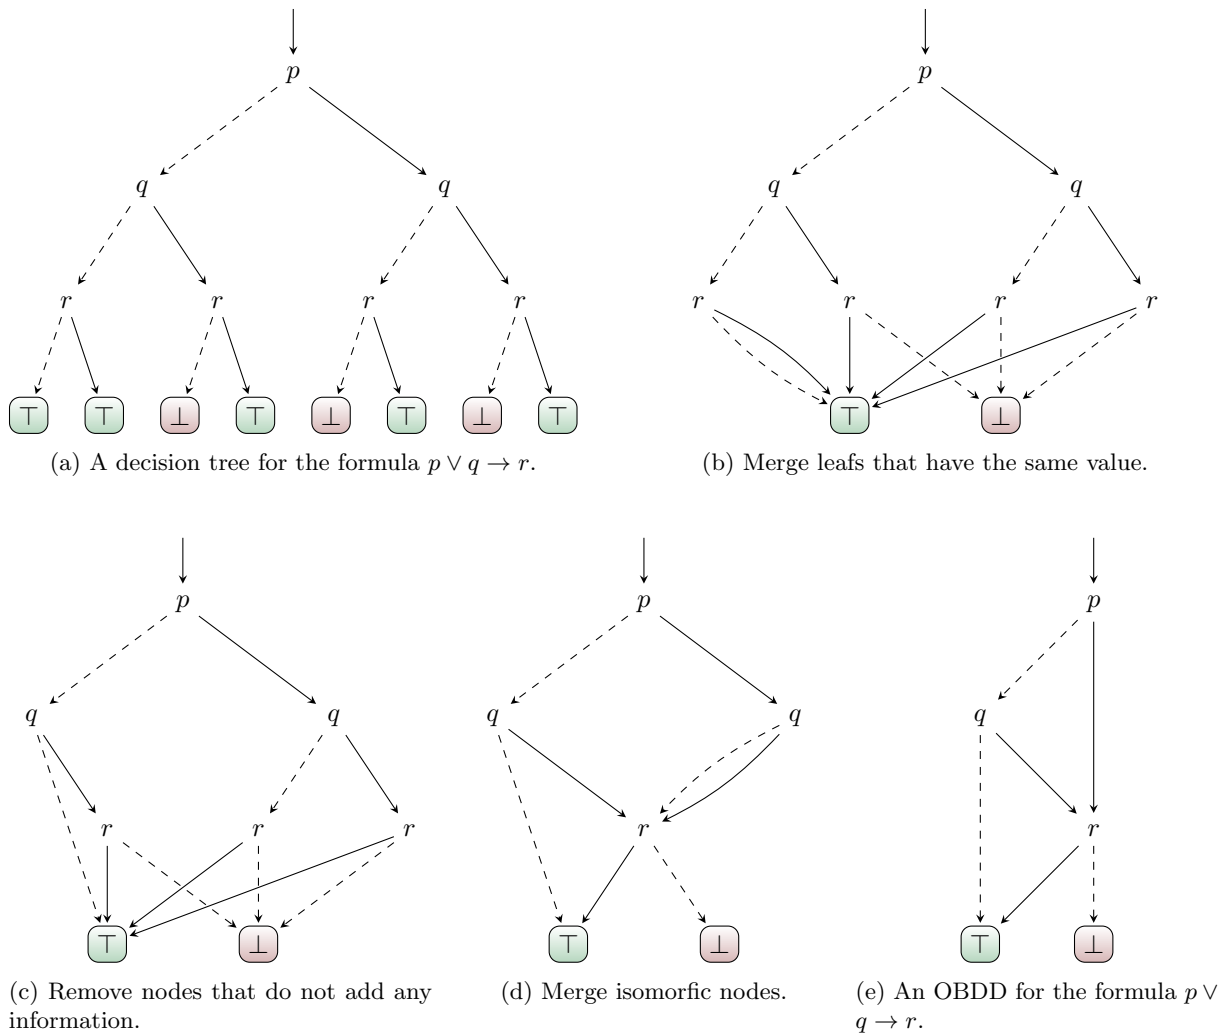 p
p
q
q
q
q
r
r
r
r
r
r
r
r
⊤
⊤
⊥
⊤
⊥
⊤
⊥
⊤
⊤
⊥
(a) A decision tree for the formula p ∨ q → r.
(b) Merge leafs that have the same value.
p
p
p
q
q
q
q
q
r
r
r
r
r
⊤
⊥
⊤
⊥
⊤
⊥
(c) Remove nodes that do not add any
information.
(d) Merge isomorfic nodes.
(e) An OBDD for the formula p ∨
q → r.